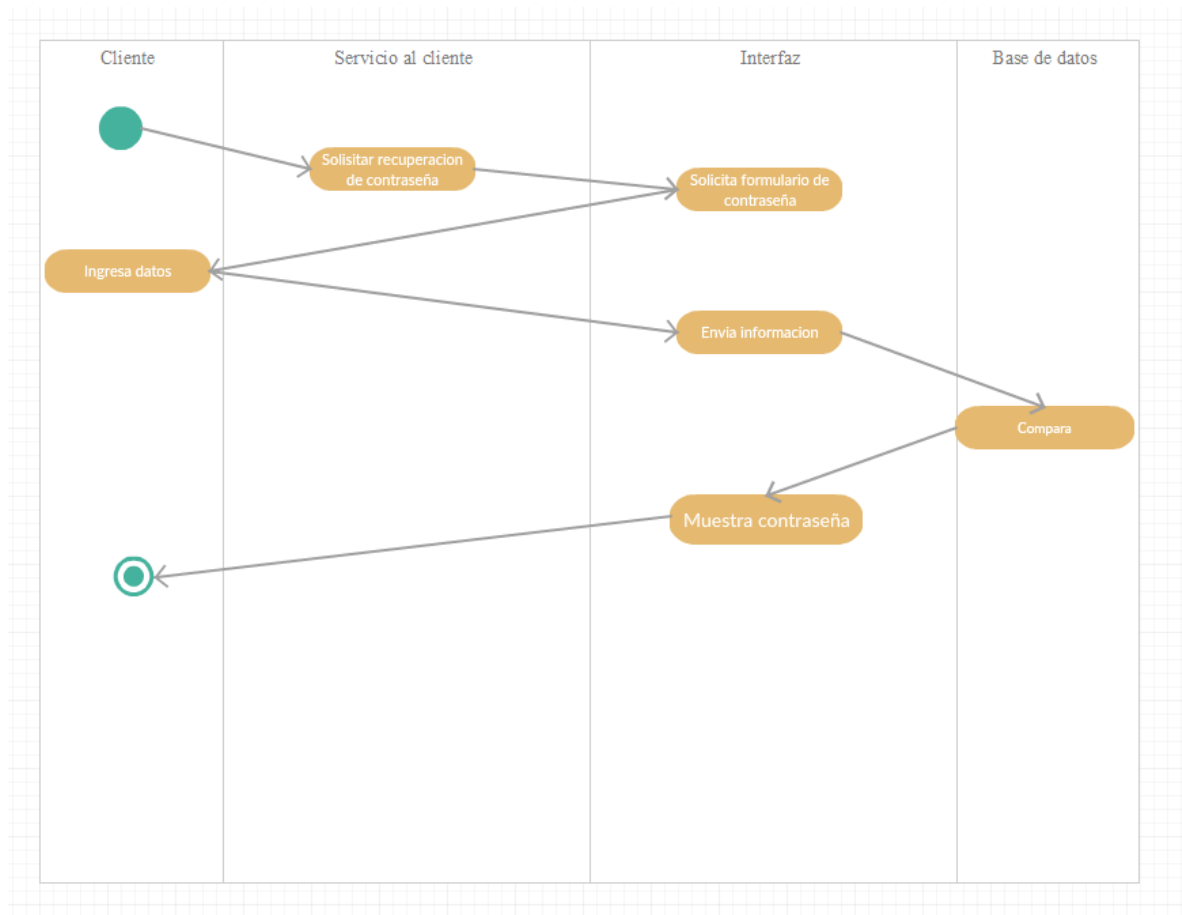 Cliente
Servicio al cliente
Interfaz
Base de datos
Solisitar recuperacion
de contraseña
Solicita formulario de
contraseña
Ingresa datos
Envia informacion
Compara
Muestra contraseña